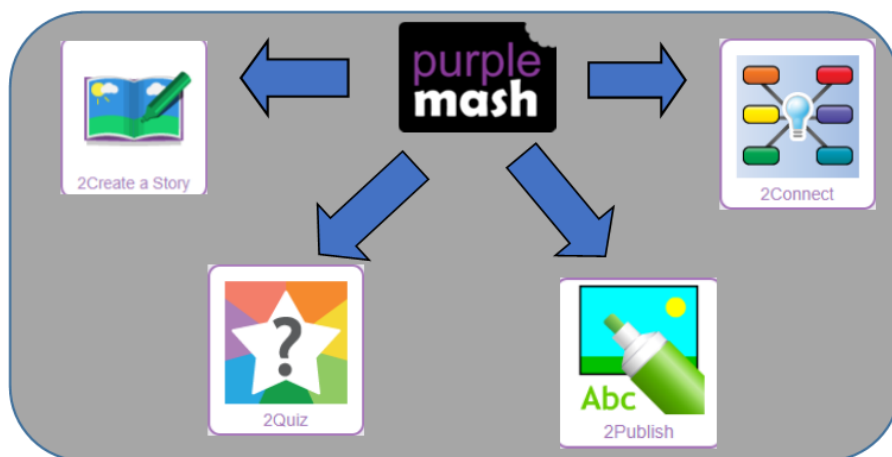 purple
mash
2Create a Story
2Connect
?
2Quiz
Abc
2Publish